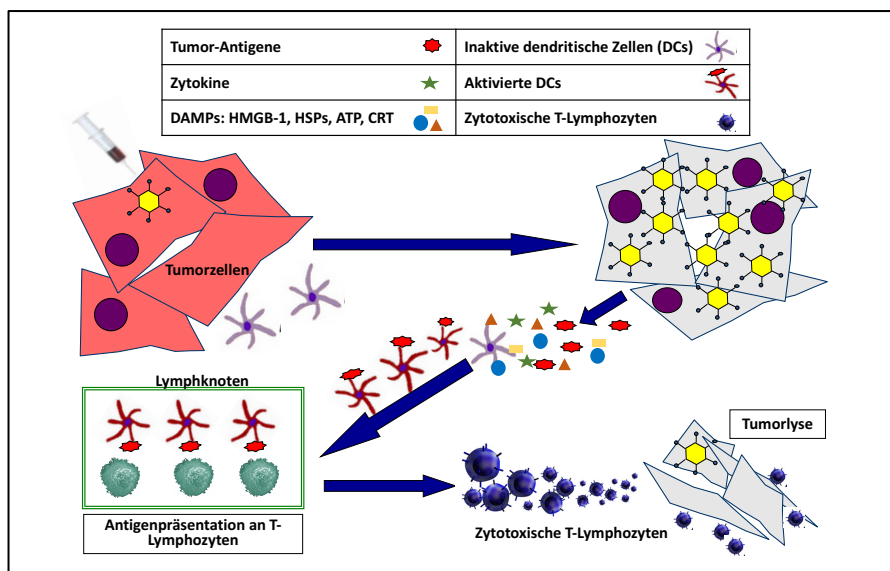 Tumor-Antigene
Inaktive dendritische Zellen (DCs)
Zytokine
Aktivierte DCs
DAMPs: HMGB-1, HSPs, ATP, CRT
Zytotoxische T-Lymphozyten
Tumorzellen
Lymphknoten
Tumorlyse
Antigenpräsentation an T-
Lymphozyten
Zytotoxische T-Lymphozyten